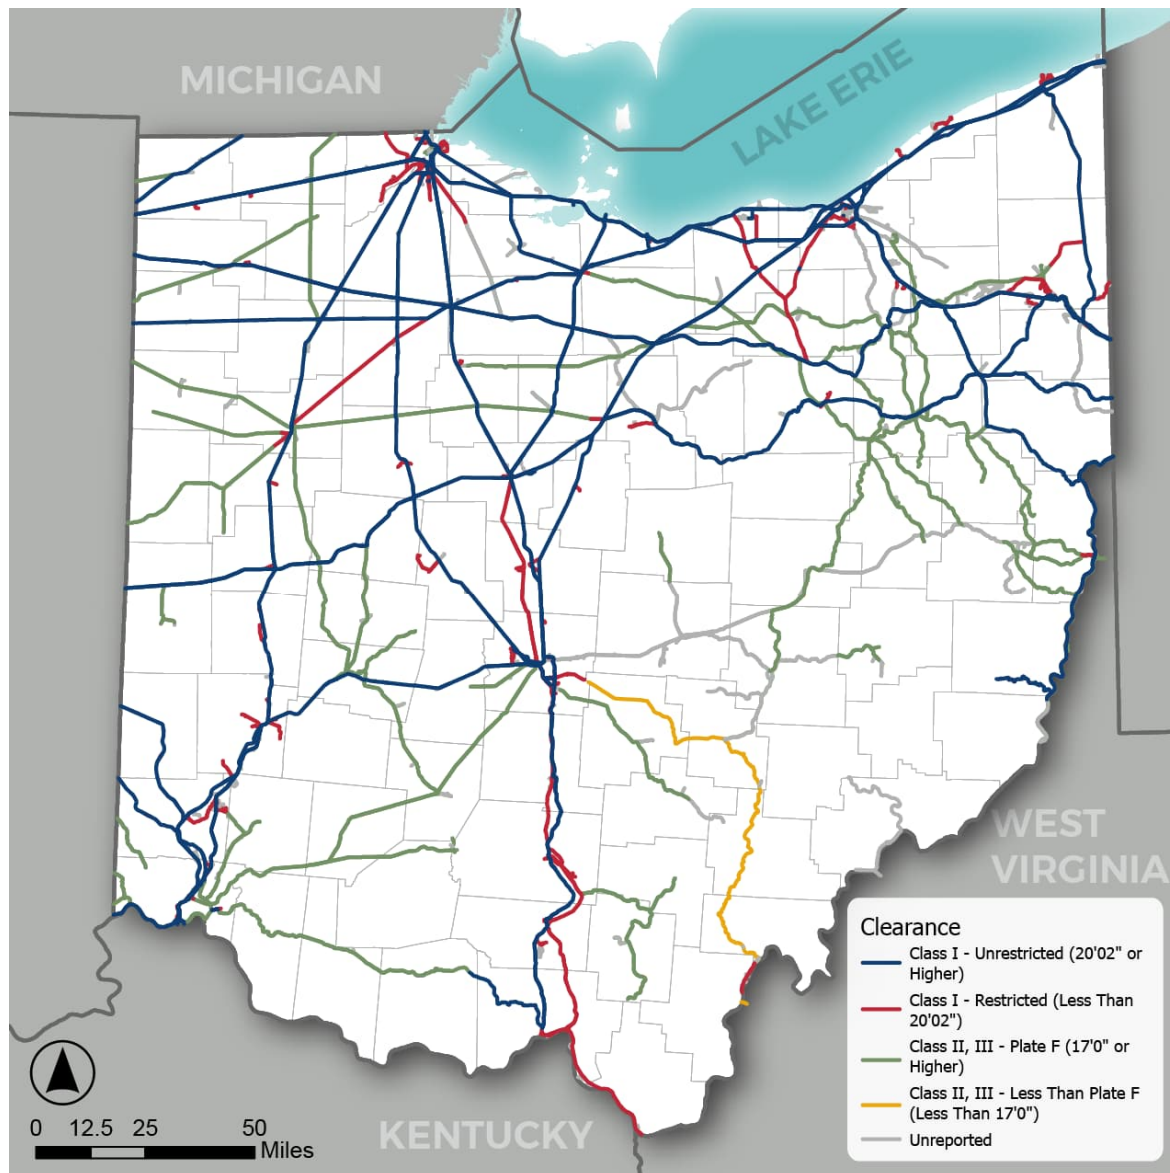 MICHIGAN
LAKE ERIE
WEST
VIRGINIA
KENTUCKY
Clearance
Class I - Unrestricted (20'02" or
Higher)
Class I - Restricted (Less Than
20'02")
Class II, III - Plate F (17'0" or
Higher)
Class II, III - Less Than Plate F
(Less Than 17'0")
Unreported
0 12.5 25 50
Miles